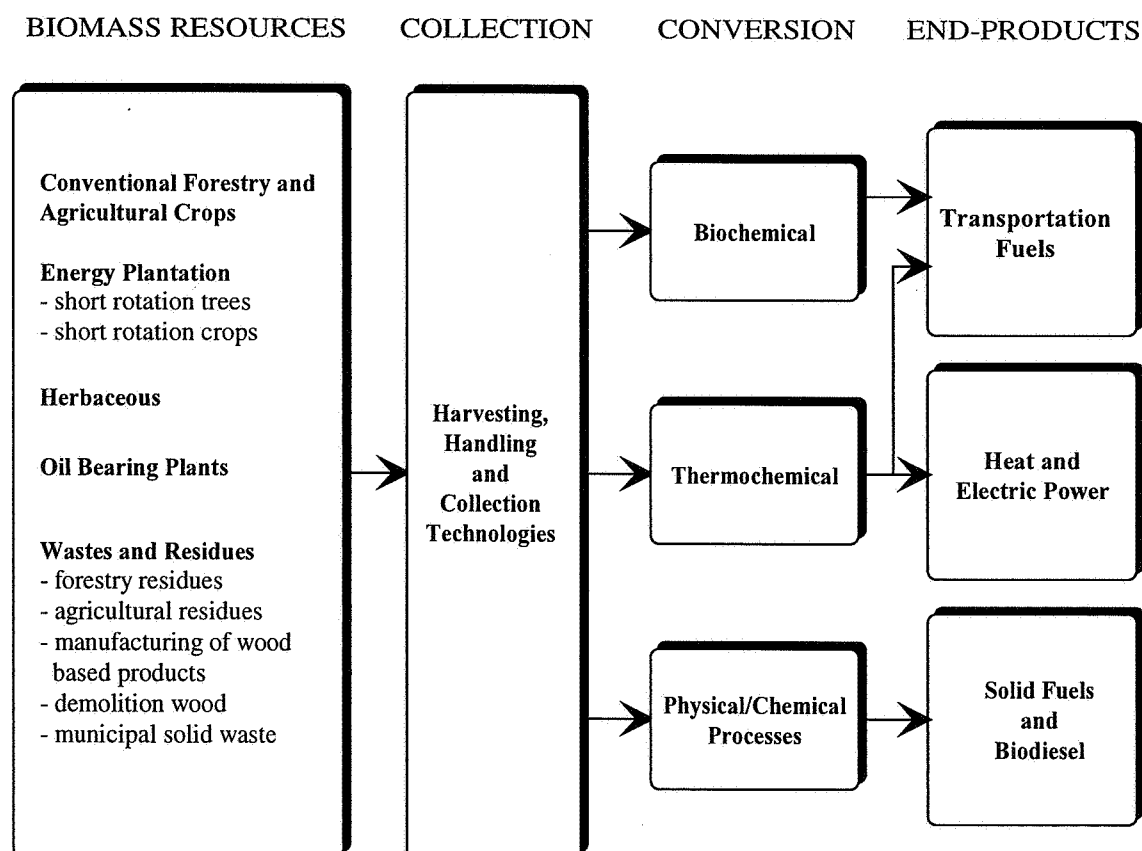 BIOMASS RESOURCES
COLLECTION
CONVERSION
END-PRODUCTS
Conventional Forestry and
Agricultural Crops
Energy Plantation
- short rotation trees
- short rotation crops
Herbaceous
Oil Bearing Plants
Wastes and Residues
- forestry residues
- agricultural residues
- manufacturing of wood
based products
- demolition wood
- municipal solid waste
Harvesting,
Handling
and
Collection
Technologies
Biochemical
Thermochemical
Physical/Chemical
Processes
Transportation
Fuels
Heat and
Electric Power
Solid Fuels
and
Biodiesel